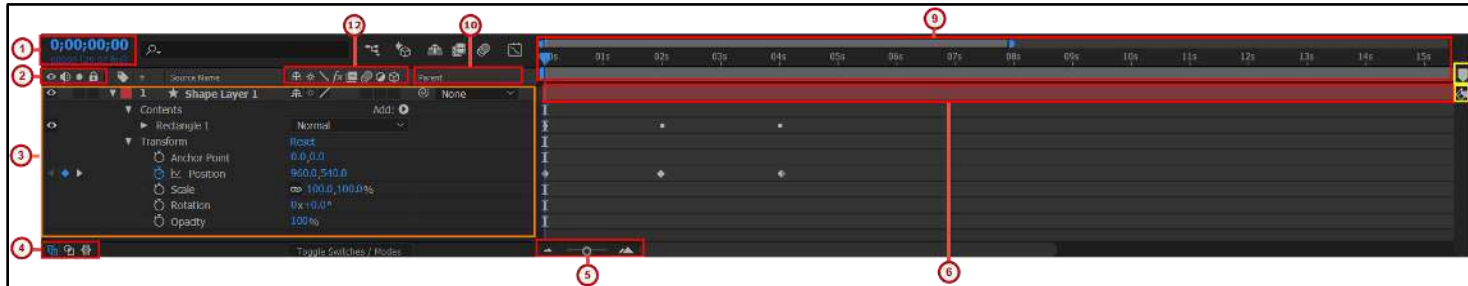 12 10 9
1 0;00;00;00
:00s 01s 02s 03s 04s 05s 06s 07s 08s 09s 10s 11s 12s 13s 14s 15s
2 # Source Name fx Parent
1 Shape Layer 1 None
Contents Add:
Rectangle 1 Normal
Transform Reset
3 Anchor Point 0.0,0.0
Position 960.0,540.0
Scale 100.0,100.0%
Rotation 0x+0.0°
Opacity 100%
4 Toggle Switches / Modes
5 6